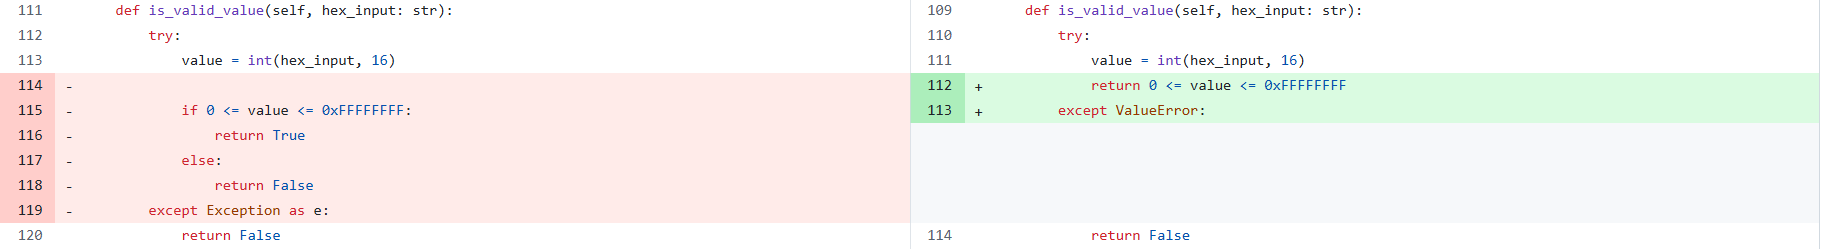 111 def is_valid_value(self, hex_input: str):
112 try:
113 value = int(hex_input, 16)
114 -
115 - if 0 <= value <= 0xFFFFFFFF:
116 - return True
117 - else:
118 - return False
119 - except Exception as e:
120 return False
109 def is_valid_value(self, hex_input: str):
110 try:
111 value = int(hex_input, 16)
112 + return 0 <= value <= 0xFFFFFFFF
113 + except ValueError:
114 return False